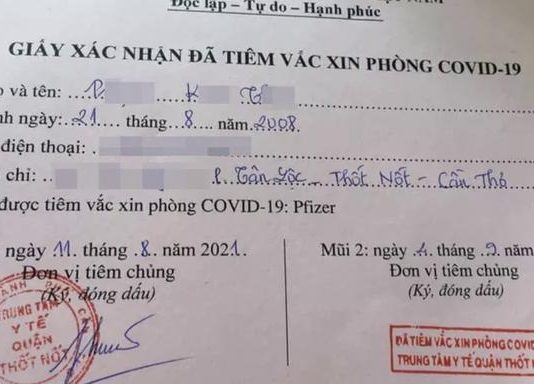 Độc lập – Tự do – Hạnh phúc
GIẤY XÁC NHẬN ĐÃ TIÊM VẮC XIN PHÒNG COVID-19
và tên:
ngày: 21 tháng 8 năm 2008.
điện thoại:
chỉ: P. Tân Lộc - Thốt Nốt - Cần Thơ
được tiêm vắc xin phòng COVID-19: Pfizer
ngày 11. tháng .8. năm 2021. Mũi 2: ngày 4. tháng .9. năm
Đơn vị tiêm chủng Đơn vị tiêm chủng
(Ký, đóng dấu) (Ký, đóng dấu)
TRUNG TÂM
Y TẾ
QUẬN
THỐT NỐT
ĐÃ TIÊM VẮC XIN PHÒNG COVID
TRUNG TÂM Y TẾ QUẬN THỐT